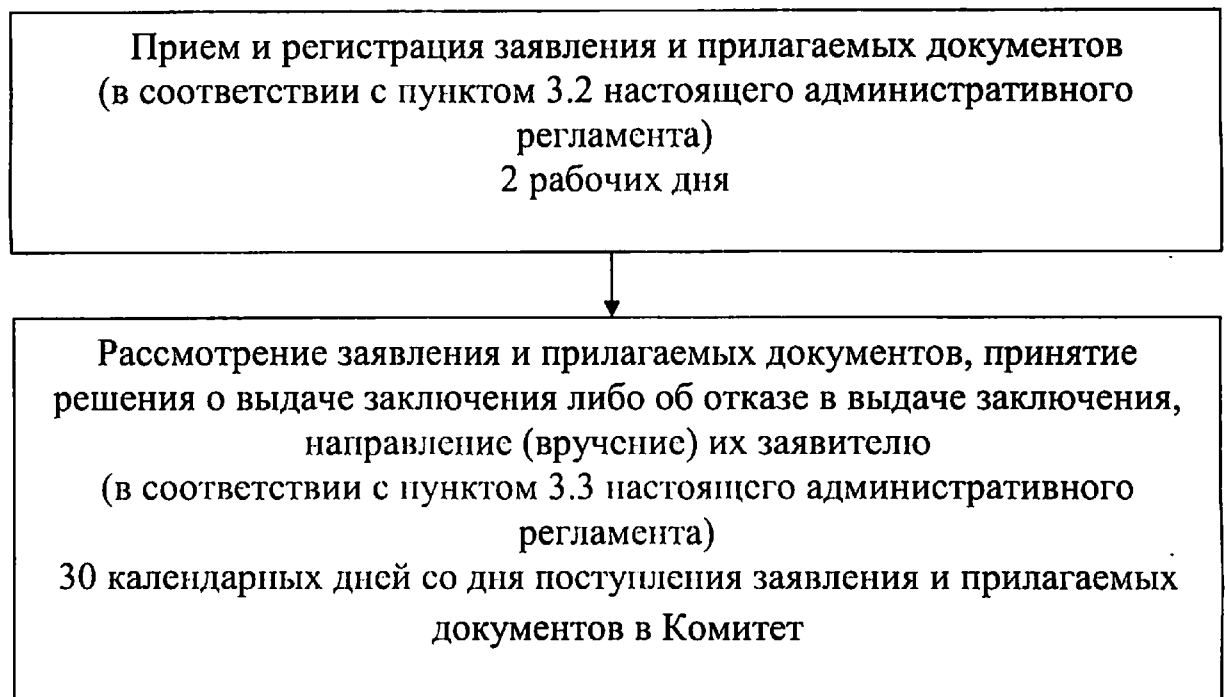 Прием и регистрация заявления и прилагаемых документов
(в соответствии с пунктом 3.2 настоящего административного
регламента)
2 рабочих дня
Рассмотрение заявления и прилагаемых документов, принятие
решения о выдаче заключения либо об отказе в выдаче заключения,
направление (вручение) их заявителю
(в соответствии с пунктом 3.3 настоящего административного
регламента)
30 календарных дней со дня поступления заявления и прилагаемых
документов в Комитет